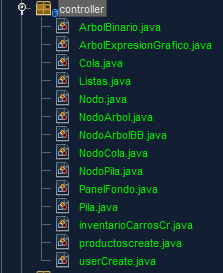 controller
ArbolBinario.java
ArbolExpresionGrafico.java
Cola.java
Listas.java
Nodo.java
NodoArbol.java
NodoArbolBB.java
NodoCola.java
NodoPila.java
PanelFondo.java
Pila.java
inventarioCarrosCr.java
productoscreate.java
userCreate.java